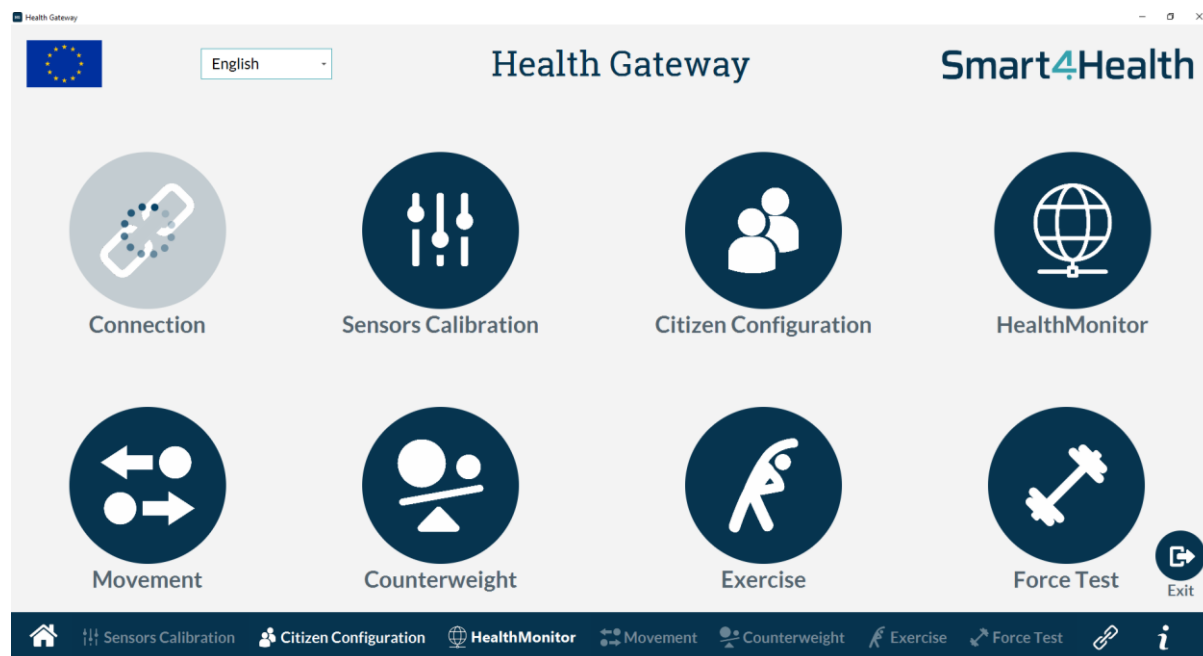 Health Gateway
English
Health Gateway
Smart4Health
Connection
Sensors Calibration
Citizen Configuration
HealthMonitor
Movement
Counterweight
Exercise
Force Test
Exit
Sensors Calibration Citizen Configuration HealthMonitor Movement Counterweight Exercise Force Test